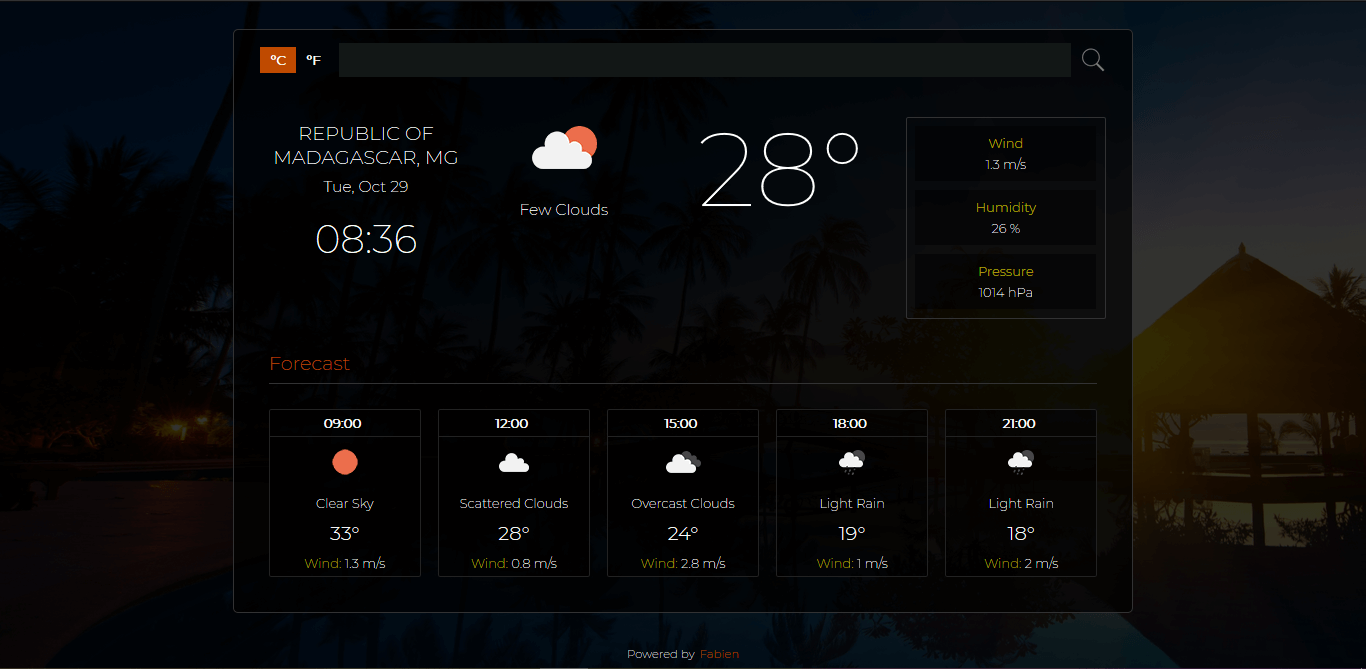 °C °F
REPUBLIC OF
MADAGASCAR, MG
Tue, Oct 29
08:36
Few Clouds
28°
Wind
1.3 m/s
Humidity
26 %
Pressure
1014 hPa
Forecast
09:00
Clear Sky
33°
Wind: 1.3 m/s
12:00
Scattered Clouds
28°
Wind: 0.8 m/s
15:00
Overcast Clouds
24°
Wind: 2.8 m/s
18:00
Light Rain
19°
Wind: 1 m/s
21:00
Light Rain
18°
Wind: 2 m/s
Powered by Fabien